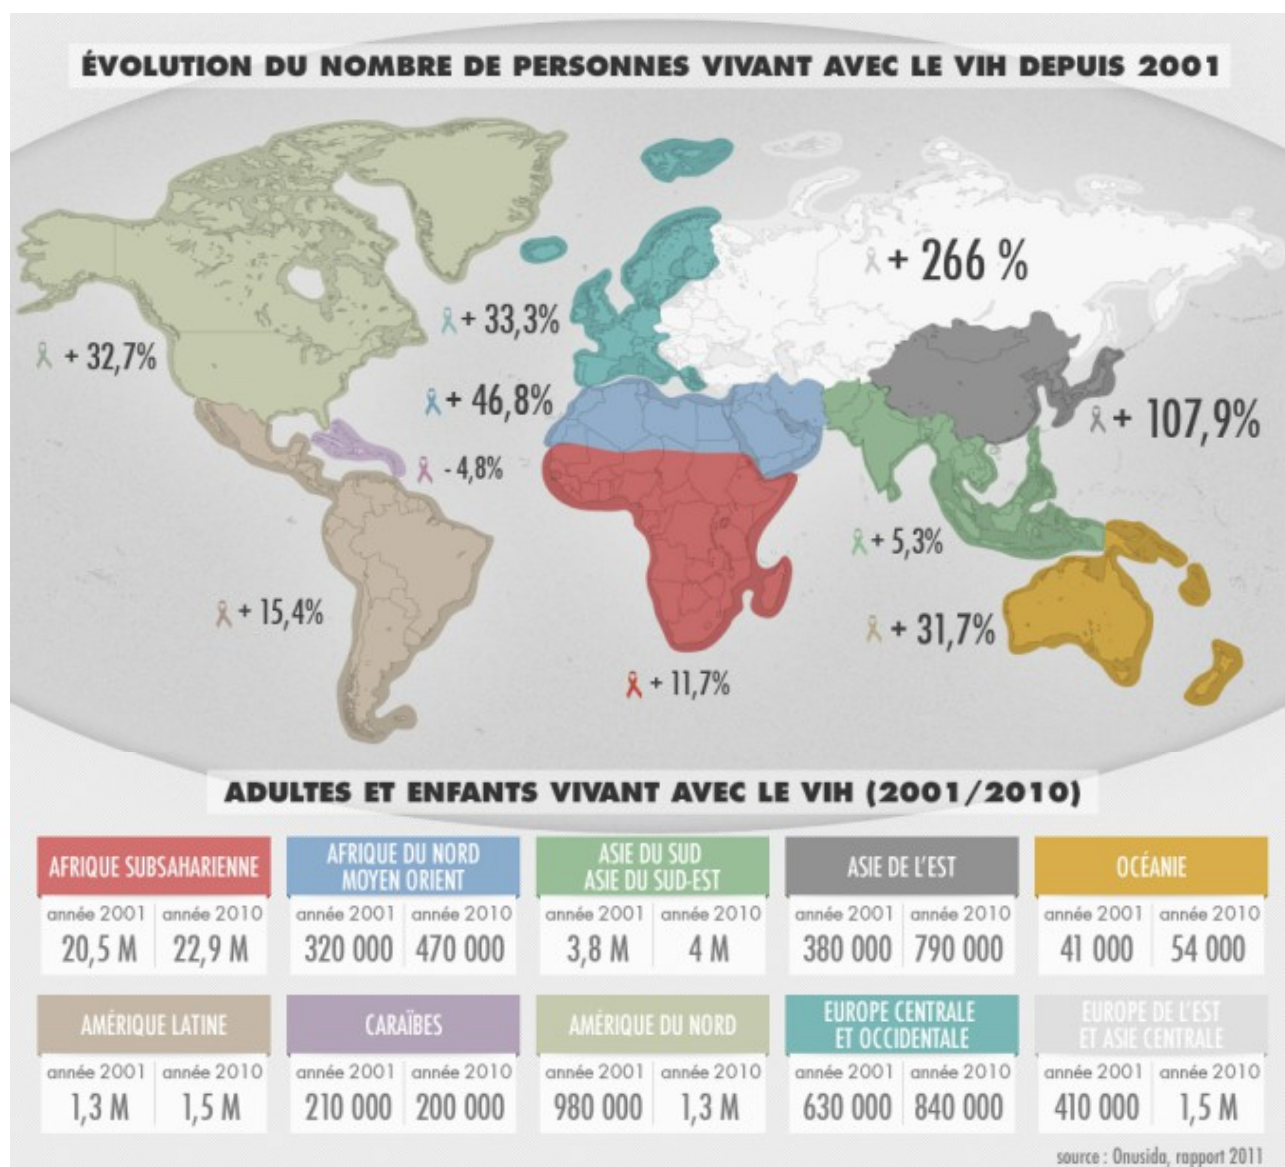 ÉVOLUTION DU NOMBRE DE PERSONNES VIVANT AVEC LE VIH DEPUIS 2001
+ 266 %
+ 33,3%
+ 32,7%
+ 46,8%
+ 107,9%
- 4,8%
+ 5,3%
+ 15,4%
+ 31,7%
+ 11,7%
ADULTES ET ENFANTS VIVANT AVEC LE VIH (2001/2010)
AFRIQUE SUBSAHARIENNE
année 2001 année 2010
20,5 M 22,9 M
AFRIQUE DU NORD
MOYEN ORIENT
année 2001 année 2010
320 000 470 000
ASIE DU SUD
ASIE DU SUD-EST
année 2001 année 2010
3,8 M 4 M
ASIE DE L'EST
année 2001 année 2010
380 000 790 000
OCÉANIE
année 2001 année 2010
41 000 54 000
AMÉRIQUE LATINE
année 2001 année 2010
1,3 M 1,5 M
CARAÏBES
année 2001 année 2010
210 000 200 000
AMÉRIQUE DU NORD
année 2001 année 2010
980 000 1,3 M
EUROPE CENTRALE
ET OCCIDENTALE
année 2001 année 2010
630 000 840 000
EUROPE DE L'EST
ET ASIE CENTRALE
année 2001 année 2010
410 000 1,5 M
source : Onusida, rapport 2011